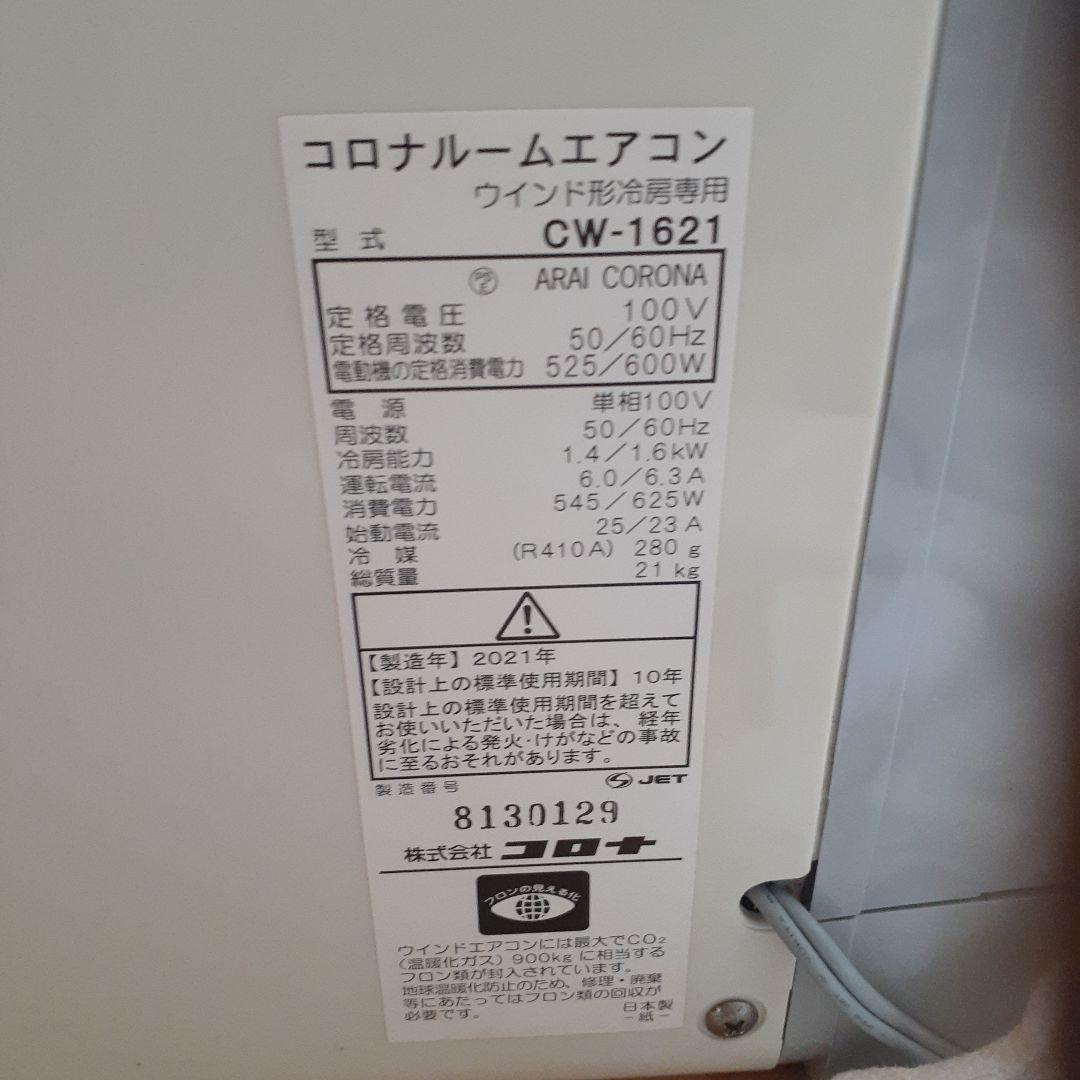 コロナルームエアコン
ウインド形冷房専用
型式 CW-1621
PSE ARAI CORONA
定格電圧 100V
定格周波数 50/60Hz
電動機の定格消費電力 525/600W
電源 単相100V
周波数 50/60Hz
冷房能力 1.4/1.6kW
運転電流 6.0/6.3A
消費電力 545/625W
始動電流 25/23A
冷媒 (R410A) 280g
総質量 21kg
【製造年】2021年
【設計上の標準使用期間】10年
設計上の標準使用期間を超えて
お使いいただいた場合は、経年
劣化による発火・けがなどの事故
に至るおそれがあります。
製造番号 JET
8130129
株式会社 コロナ
フロンの見える化
ウインドエアコンには最大でCO₂
(温暖化ガス)900kgに相当する
フロン類が封入されています。
地球温暖化防止のため、修理・廃棄
等にあたってはフロン類の回収が
必要です。
日本製
-紙-